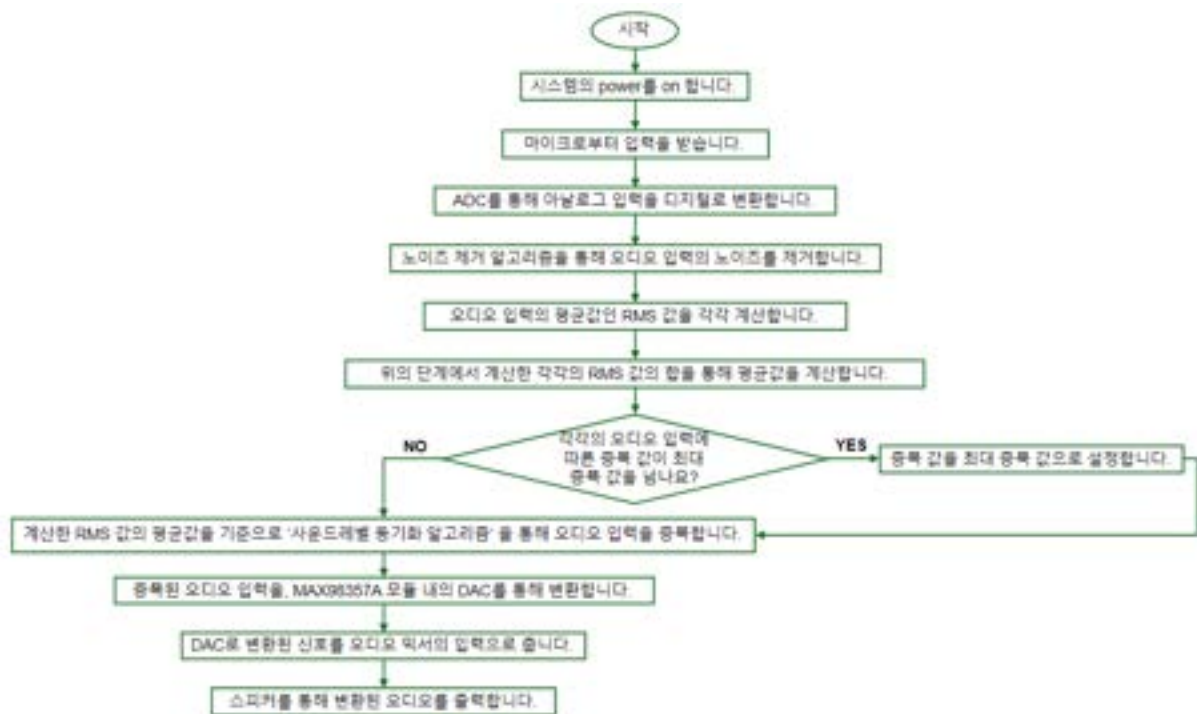 시작
시스템의 power를 on 합니다.
마이크로부터 입력을 받습니다.
ADC를 통해 아날로그 입력을 디지털로 변환합니다.
노이즈 제거 알고리즘을 통해 오디오 입력의 노이즈를 제거합니다.
오디오 입력의 평균값인 RMS 값을 각각 계산합니다.
위의 단계에서 계산한 각각의 RMS 값의 합을 통해 평균값을 계산합니다.
각각의 오디오 입력에
따른 증폭 값이 최대
증폭 값을 넘나요?
NO
YES
증폭 값을 최대 증폭 값으로 설정합니다.
계산한 RMS 값의 평균값을 기준으로 '사운드레벨 동기화 알고리즘' 을 통해 오디오 입력을 증폭합니다.
증폭된 오디오 입력을, MAX98357A 모듈 내의 DAC를 통해 변환합니다.
DAC로 변환된 신호를 오디오 믹서의 입력으로 줍니다.
스피커를 통해 변환된 오디오를 출력합니다.